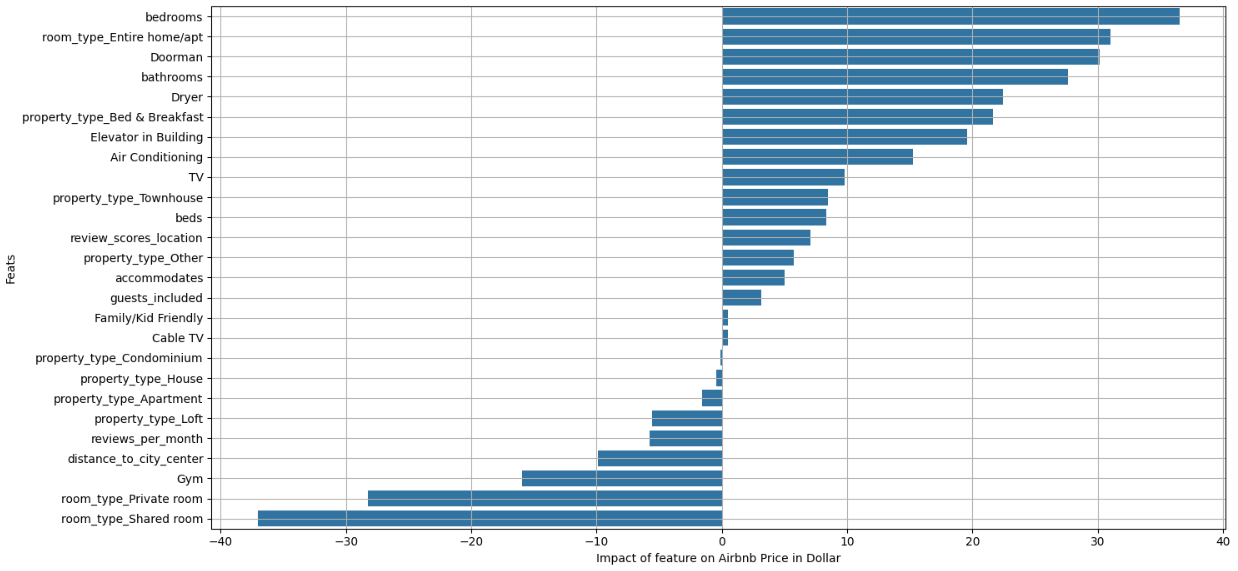 bedrooms
room_type_Entire home/apt
Doorman
bathrooms
Dryer
property_type_Bed & Breakfast
Elevator in Building
Air Conditioning
TV
property_type_Townhouse
beds
review_scores_location
property_type_Other
accommodates
guests_included
Family/Kid Friendly
Cable TV
property_type_Condominium
property_type_House
property_type_Apartment
property_type_Loft
reviews_per_month
distance_to_city_center
Gym
room_type_Private room
room_type_Shared room
Feats
−40 −30 −20 −10 0 10 20 30 40
Impact of feature on Airbnb Price in Dollar